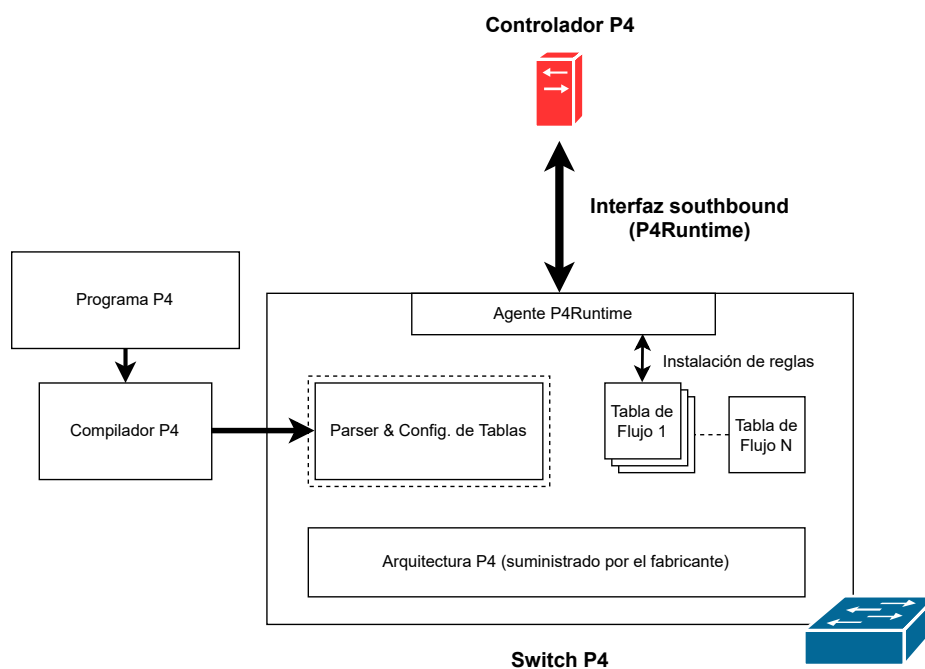 Controlador P4
Interfaz southbound
(P4Runtime)
Programa P4
Agente P4Runtime
Instalación de reglas
Compilador P4
Parser & Config. de Tablas
Tabla de
Flujo 1
Tabla de
Flujo N
Arquitectura P4 (suministrado por el fabricante)
Switch P4